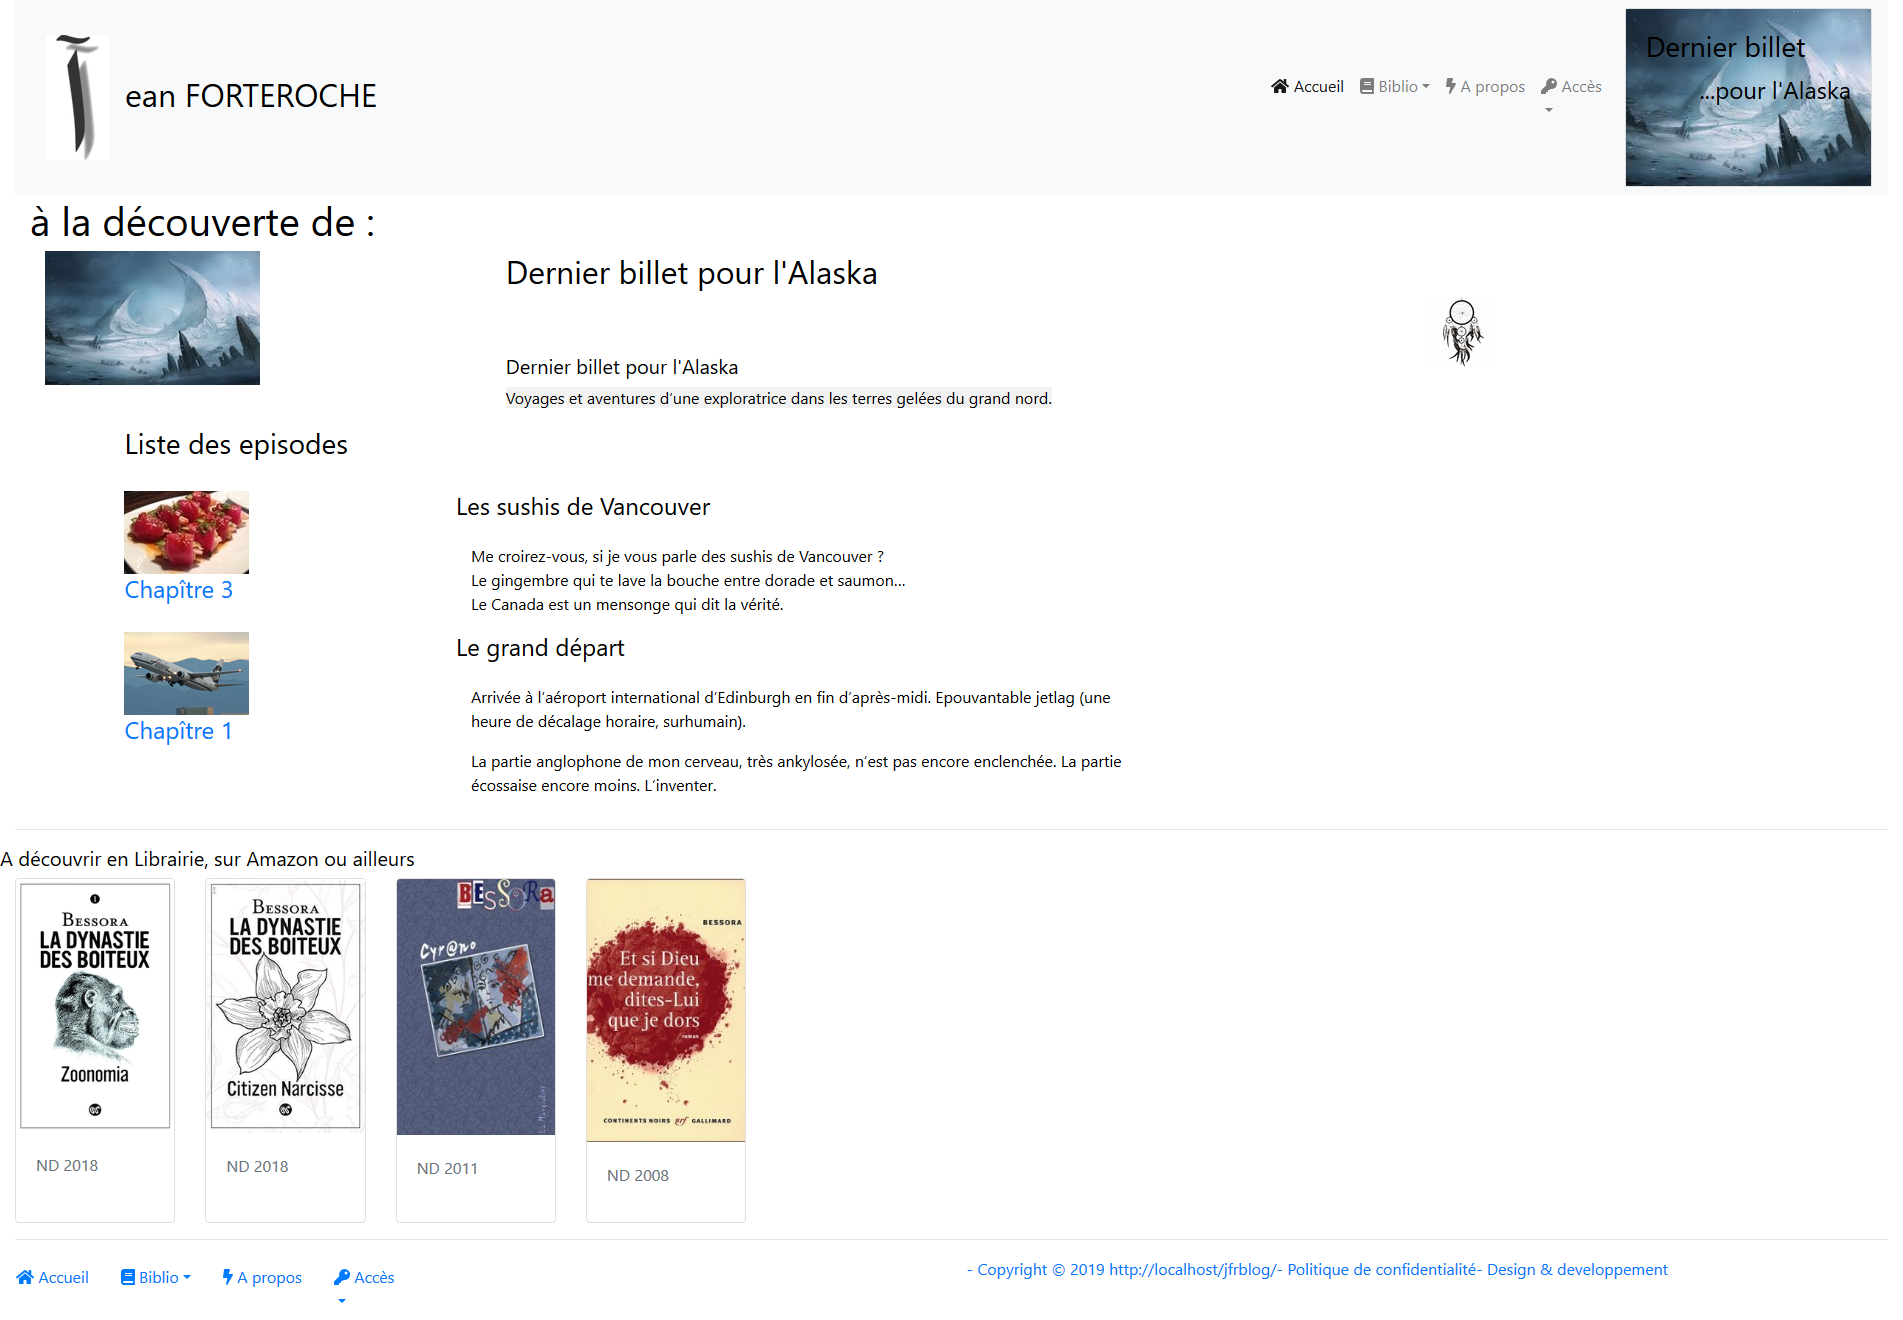 J
ean FORTEROCHE
Accueil
Biblio
A propos
Accès
Dernier billet
...pour l'Alaska
à la découverte de :
Dernier billet pour l'Alaska
Dernier billet pour l'Alaska
Voyages et aventures d’une exploratrice dans les terres gelées du grand nord.
Liste des episodes
Chapître 3
Les sushis de Vancouver
Me croirez-vous, si je vous parle des sushis de Vancouver ?
Le gingembre qui te lave la bouche entre dorade et saumon...
Le Canada est un mensonge qui dit la vérité.
Chapître 1
Le grand départ
Arrivée à l’aéroport international d’Edinburgh en fin d’après-midi. Epouvantable jetlag (une
heure de décalage horaire, surhumain).
La partie anglophone de mon cerveau, très ankylosée, n’est pas encore enclenchée. La partie
écossaise encore moins. L’inventer.
A découvrir en Librairie, sur Amazon ou ailleurs
1
BESSORA
LA DYNASTIE
DES BOITEUX
Zoonomia
ND 2018
BESSORA
LA DYNASTIE
DES BOITEUX
Citizen Narcisse
ND 2018
BESSORa
Cyr@no
ND 2011
BESSORA
Et si Dieu
me demande,
dites-Lui
que je dors
roman
CONTINENTS NOIRS nrf GALLIMARD
ND 2008
Accueil
Biblio
A propos
Accès
- Copyright © 2019 http://localhost/jfrblog/- Politique de confidentialité- Design & developpement